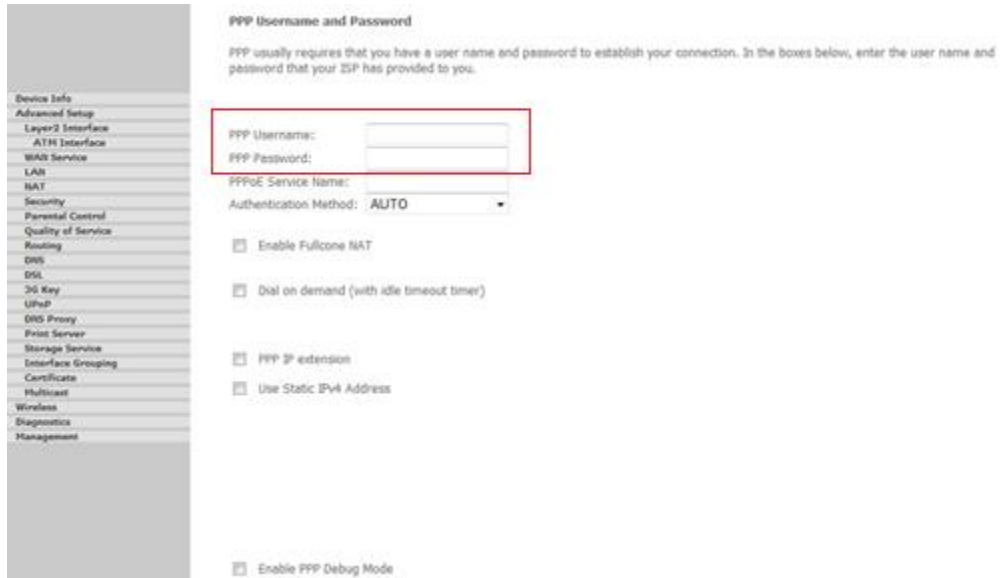 PPP Username and Password
PPP usually requires that you have a user name and password to establish your connection. In the boxes below, enter the user name and
password that your ISP has provided to you.
Device Info
Advanced Setup
Layer2 Interface
ATM Interface
WAN Service
LAN
NAT
Security
Parental Control
Quality of Service
Routing
DNS
DSL
3G Key
UPnP
DNS Proxy
Print Server
Storage Service
Interface Grouping
Certificate
Multicast
Wireless
Diagnostics
Management
PPP Username:
PPP Password:
PPPoE Service Name:
Authentication Method: AUTO
Enable Fullcone NAT
Dial on demand (with idle timeout timer)
PPP IP extension
Use Static IPv4 Address
Enable PPP Debug Mode